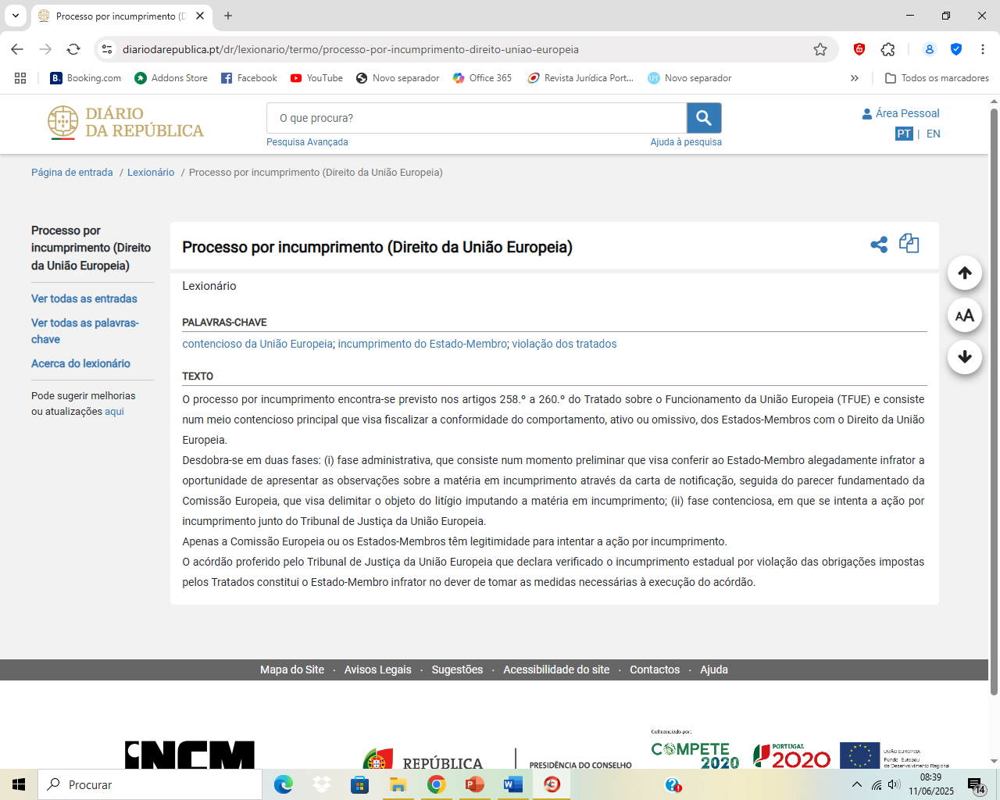 Processo por incumprimento (D
diariodarepublica.pt/dr/lexionario/termo/processo-por-incumprimento-direito-uniao-europeia
Booking.com Addons Store Facebook YouTube Novo separador Office 365 Revista Jurídica Port... Novo separador » Todos os marcadores
DIÁRIO
DA REPÚBLICA
O que procura?
Pesquisa Avançada Ajuda à pesquisa
Área Pessoal
PT | EN
Página de entrada / Lexionário / Processo por incumprimento (Direito da União Europeia)
Processo por
incumprimento (Direito
da União Europeia)
Ver todas as entradas
Ver todas as palavras-
chave
Acerca do lexionário
Pode sugerir melhorias
ou atualizações aqui
Processo por incumprimento (Direito da União Europeia)
Lexionário
PALAVRAS-CHAVE
contencioso da União Europeia; incumprimento do Estado-Membro; violação dos tratados
TEXTO
O processo por incumprimento encontra-se previsto nos artigos 258.º a 260.º do Tratado sobre o Funcionamento da União Europeia (TFUE) e consiste
num meio contencioso principal que visa fiscalizar a conformidade do comportamento, ativo ou omissivo, dos Estados-Membros com o Direito da União
Europeia.
Desdobra-se em duas fases: (i) fase administrativa, que consiste num momento preliminar que visa conferir ao Estado-Membro alegadamente infrator a
oportunidade de apresentar as observações sobre a matéria em incumprimento através da carta de notificação, seguida do parecer fundamentado da
Comissão Europeia, que visa delimitar o objeto do litígio imputando a matéria em incumprimento; (ii) fase contenciosa, em que se intenta a ação por
incumprimento junto do Tribunal de Justiça da União Europeia.
Apenas a Comissão Europeia ou os Estados-Membros têm legitimidade para intentar a ação por incumprimento.
O acórdão proferido pelo Tribunal de Justiça da União Europeia que declara verificado o incumprimento estadual por violação das obrigações impostas
pelos Tratados constitui o Estado-Membro infrator no dever de tomar as medidas necessárias à execução do acórdão.
AA
Mapa do Site · Avisos Legais · Sugestões · Acessibilidade do site · Contactos · Ajuda
INCM
REPÚBLICA
PRESIDÊNCIA DO CONSELHO
Cofinanciado por:
COMPETE
2020
PORTUGAL
2020
UNIÃO EUROPEIA
Fundo Europeu
de Desenvolvimento Regional
Procurar
08:39
11/06/2025
14